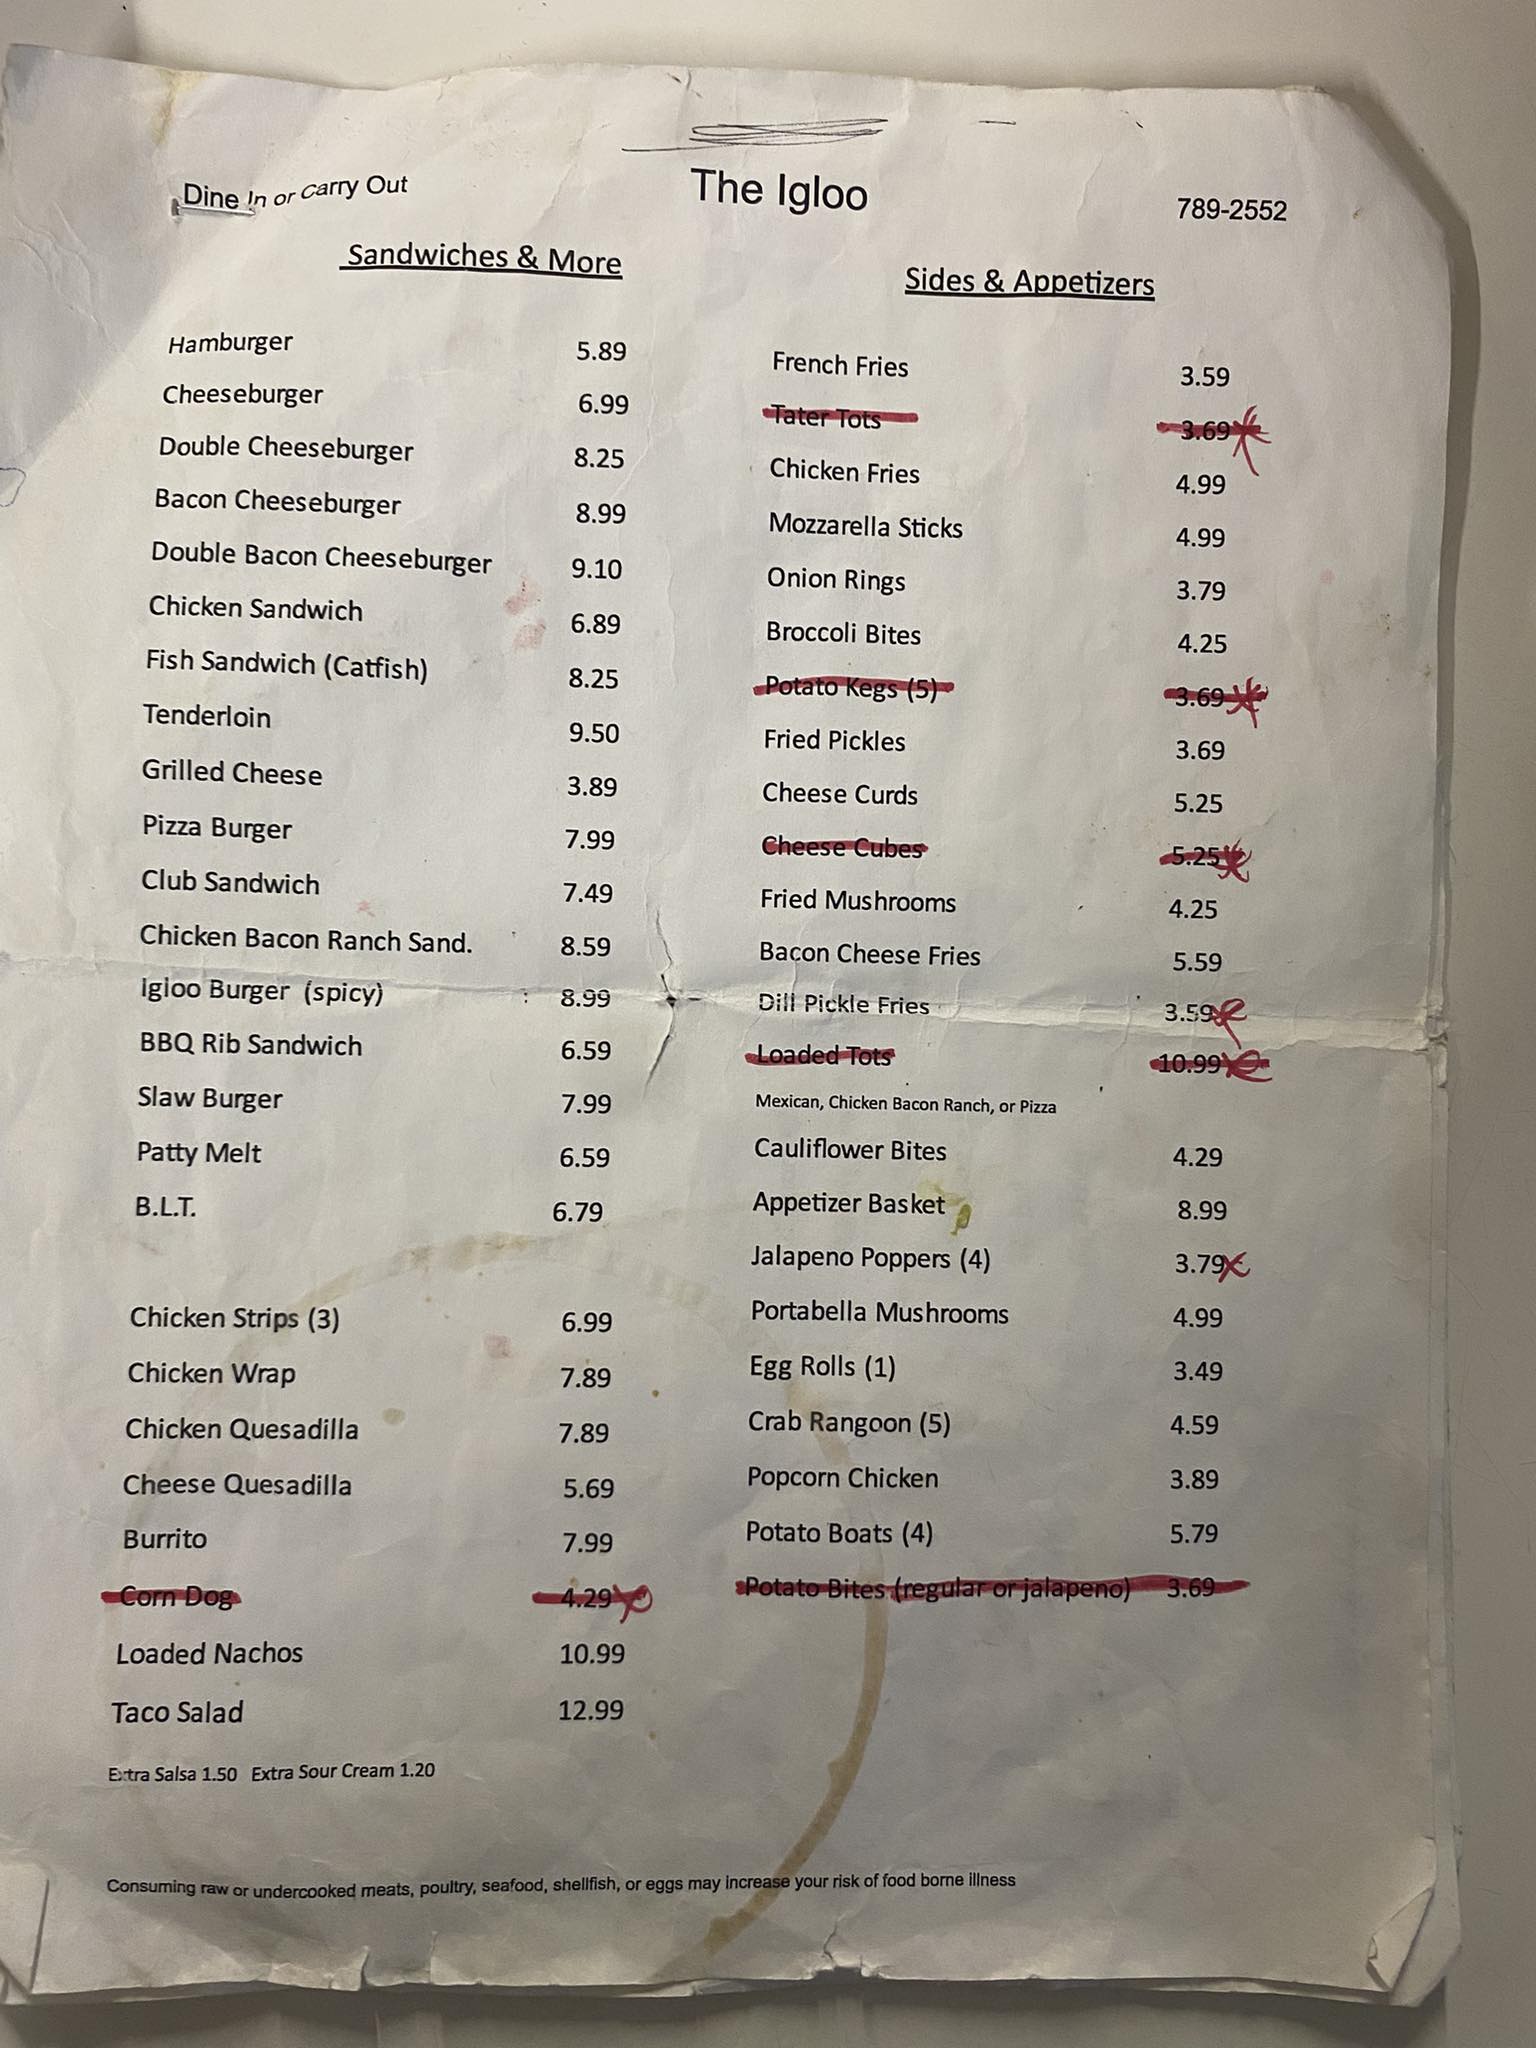 Dine In or Carry Out
The Igloo
789-2552
Sandwiches & More
Hamburger 5.89
Cheeseburger 6.99
Double Cheeseburger 8.25
Bacon Cheeseburger 8.99
Double Bacon Cheeseburger 9.10
Chicken Sandwich 6.89
Fish Sandwich (Catfish) 8.25
Tenderloin 9.50
Grilled Cheese 3.89
Pizza Burger 7.99
Club Sandwich 7.49
Chicken Bacon Ranch Sand. 8.59
Igloo Burger (spicy) 8.99
BBQ Rib Sandwich 6.59
Slaw Burger 7.99
Patty Melt 6.59
B.L.T. 6.79
Chicken Strips (3) 6.99
Chicken Wrap 7.89
Chicken Quesadilla 7.89
Cheese Quesadilla 5.69
Burrito 7.99
Corn Dog 4.29
Loaded Nachos 10.99
Taco Salad 12.99
Extra Salsa 1.50 Extra Sour Cream 1.20
Sides & Appetizers
French Fries 3.59
Tater Tots 3.69
Chicken Fries 4.99
Mozzarella Sticks 4.99
Onion Rings 3.79
Broccoli Bites 4.25
Potato Kegs (5) 3.69
Fried Pickles 3.69
Cheese Curds 5.25
Cheese Cubes 5.25
Fried Mushrooms 4.25
Bacon Cheese Fries 5.59
Dill Pickle Fries 3.59
Loaded Tots 10.99
Mexican, Chicken Bacon Ranch, or Pizza
Cauliflower Bites 4.29
Appetizer Basket 8.99
Jalapeno Poppers (4) 3.79
Portabella Mushrooms 4.99
Egg Rolls (1) 3.49
Crab Rangoon (5) 4.59
Popcorn Chicken 3.89
Potato Boats (4) 5.79
Potato Bites (regular or jalapeno) 3.69
Consuming raw or undercooked meats, poultry, seafood, shellfish, or eggs may increase your risk of food borne illness